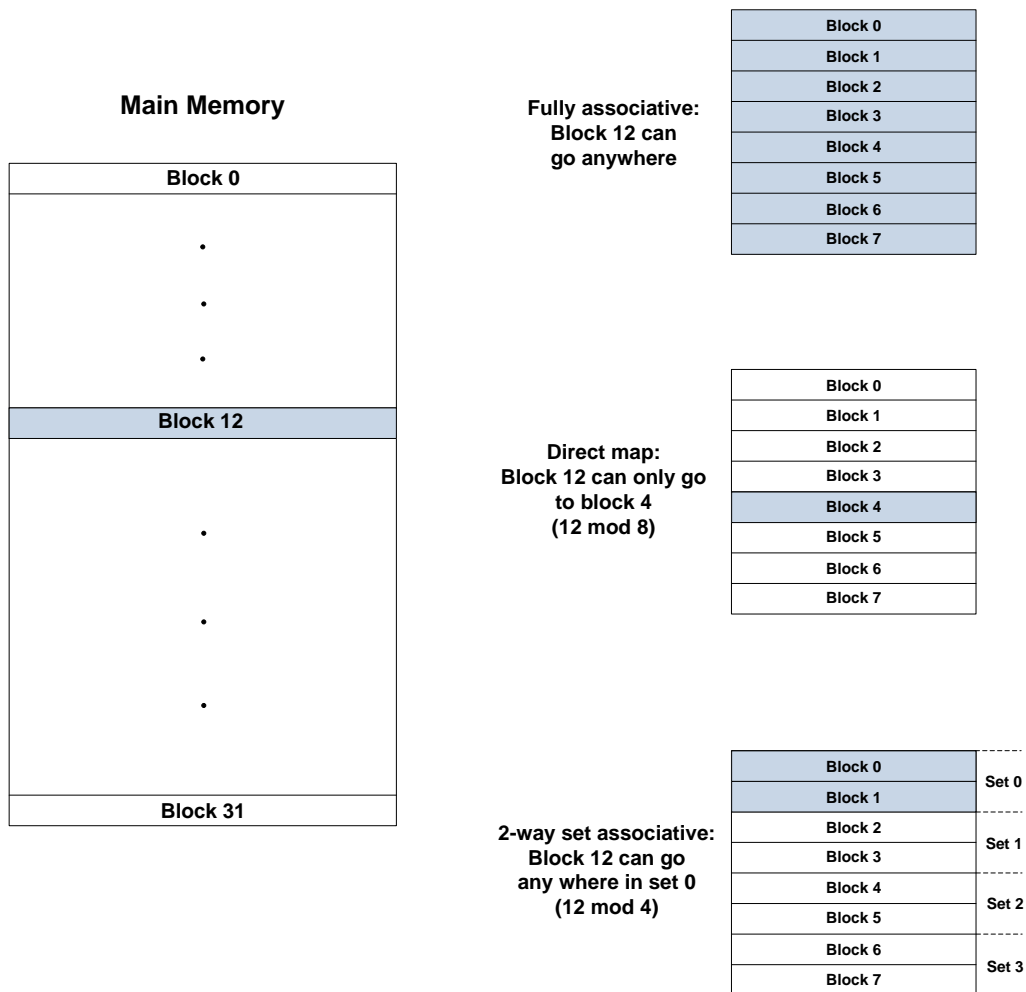 Main Memory
Block 0
Block 12
Block 31
Fully associative:
Block 12 can
go anywhere
Block 0
Block 1
Block 2
Block 3
Block 4
Block 5
Block 6
Block 7
Direct map:
Block 12 can only go
to block 4
(12 mod 8)
Block 0
Block 1
Block 2
Block 3
Block 4
Block 5
Block 6
Block 7
2-way set associative:
Block 12 can go
any where in set 0
(12 mod 4)
Block 0
Block 1
Block 2
Block 3
Block 4
Block 5
Block 6
Block 7
Set 0
Set 1
Set 2
Set 3